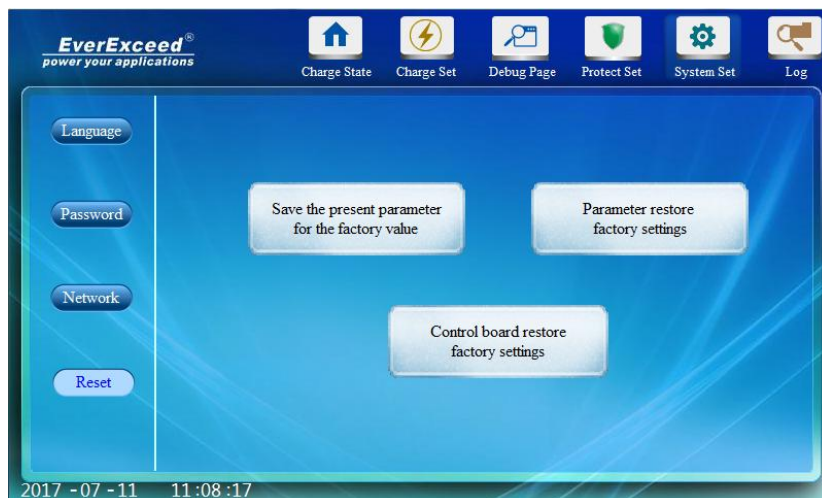 EverExceed®
power your applications
Charge State
Charge Set
Debug Page
Protect Set
System Set
Log
Language
Password
Network
Reset
Save the present parameter
for the factory value
Parameter restore
factory settings
Control board restore
factory settings
2017 -07 -11 11:08:17